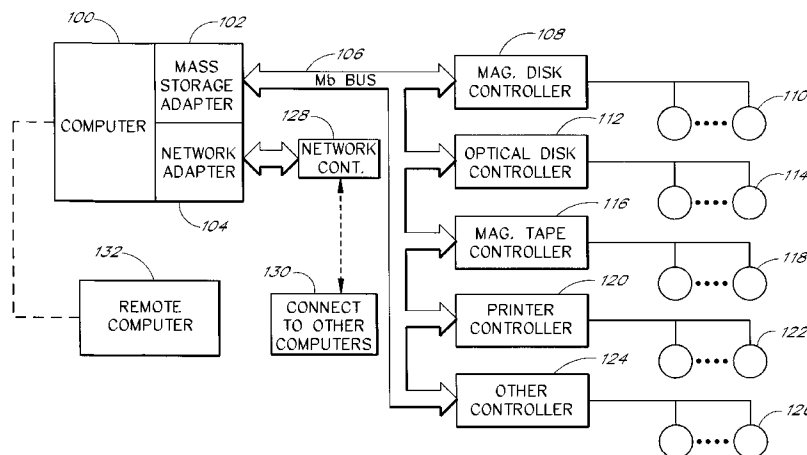 100
102
106
108
MASS
STORAGE
ADAPTER
Mb BUS
MAG. DISK
CONTROLLER
110
COMPUTER
128
112
NETWORK
ADAPTER
NETWORK
CONT.
OPTICAL DISK
CONTROLLER
114
104
116
MAG. TAPE
CONTROLLER
118
132
130
120
REMOTE
COMPUTER
CONNECT
TO OTHER
COMPUTERS
PRINTER
CONTROLLER
122
124
OTHER
CONTROLLER
126